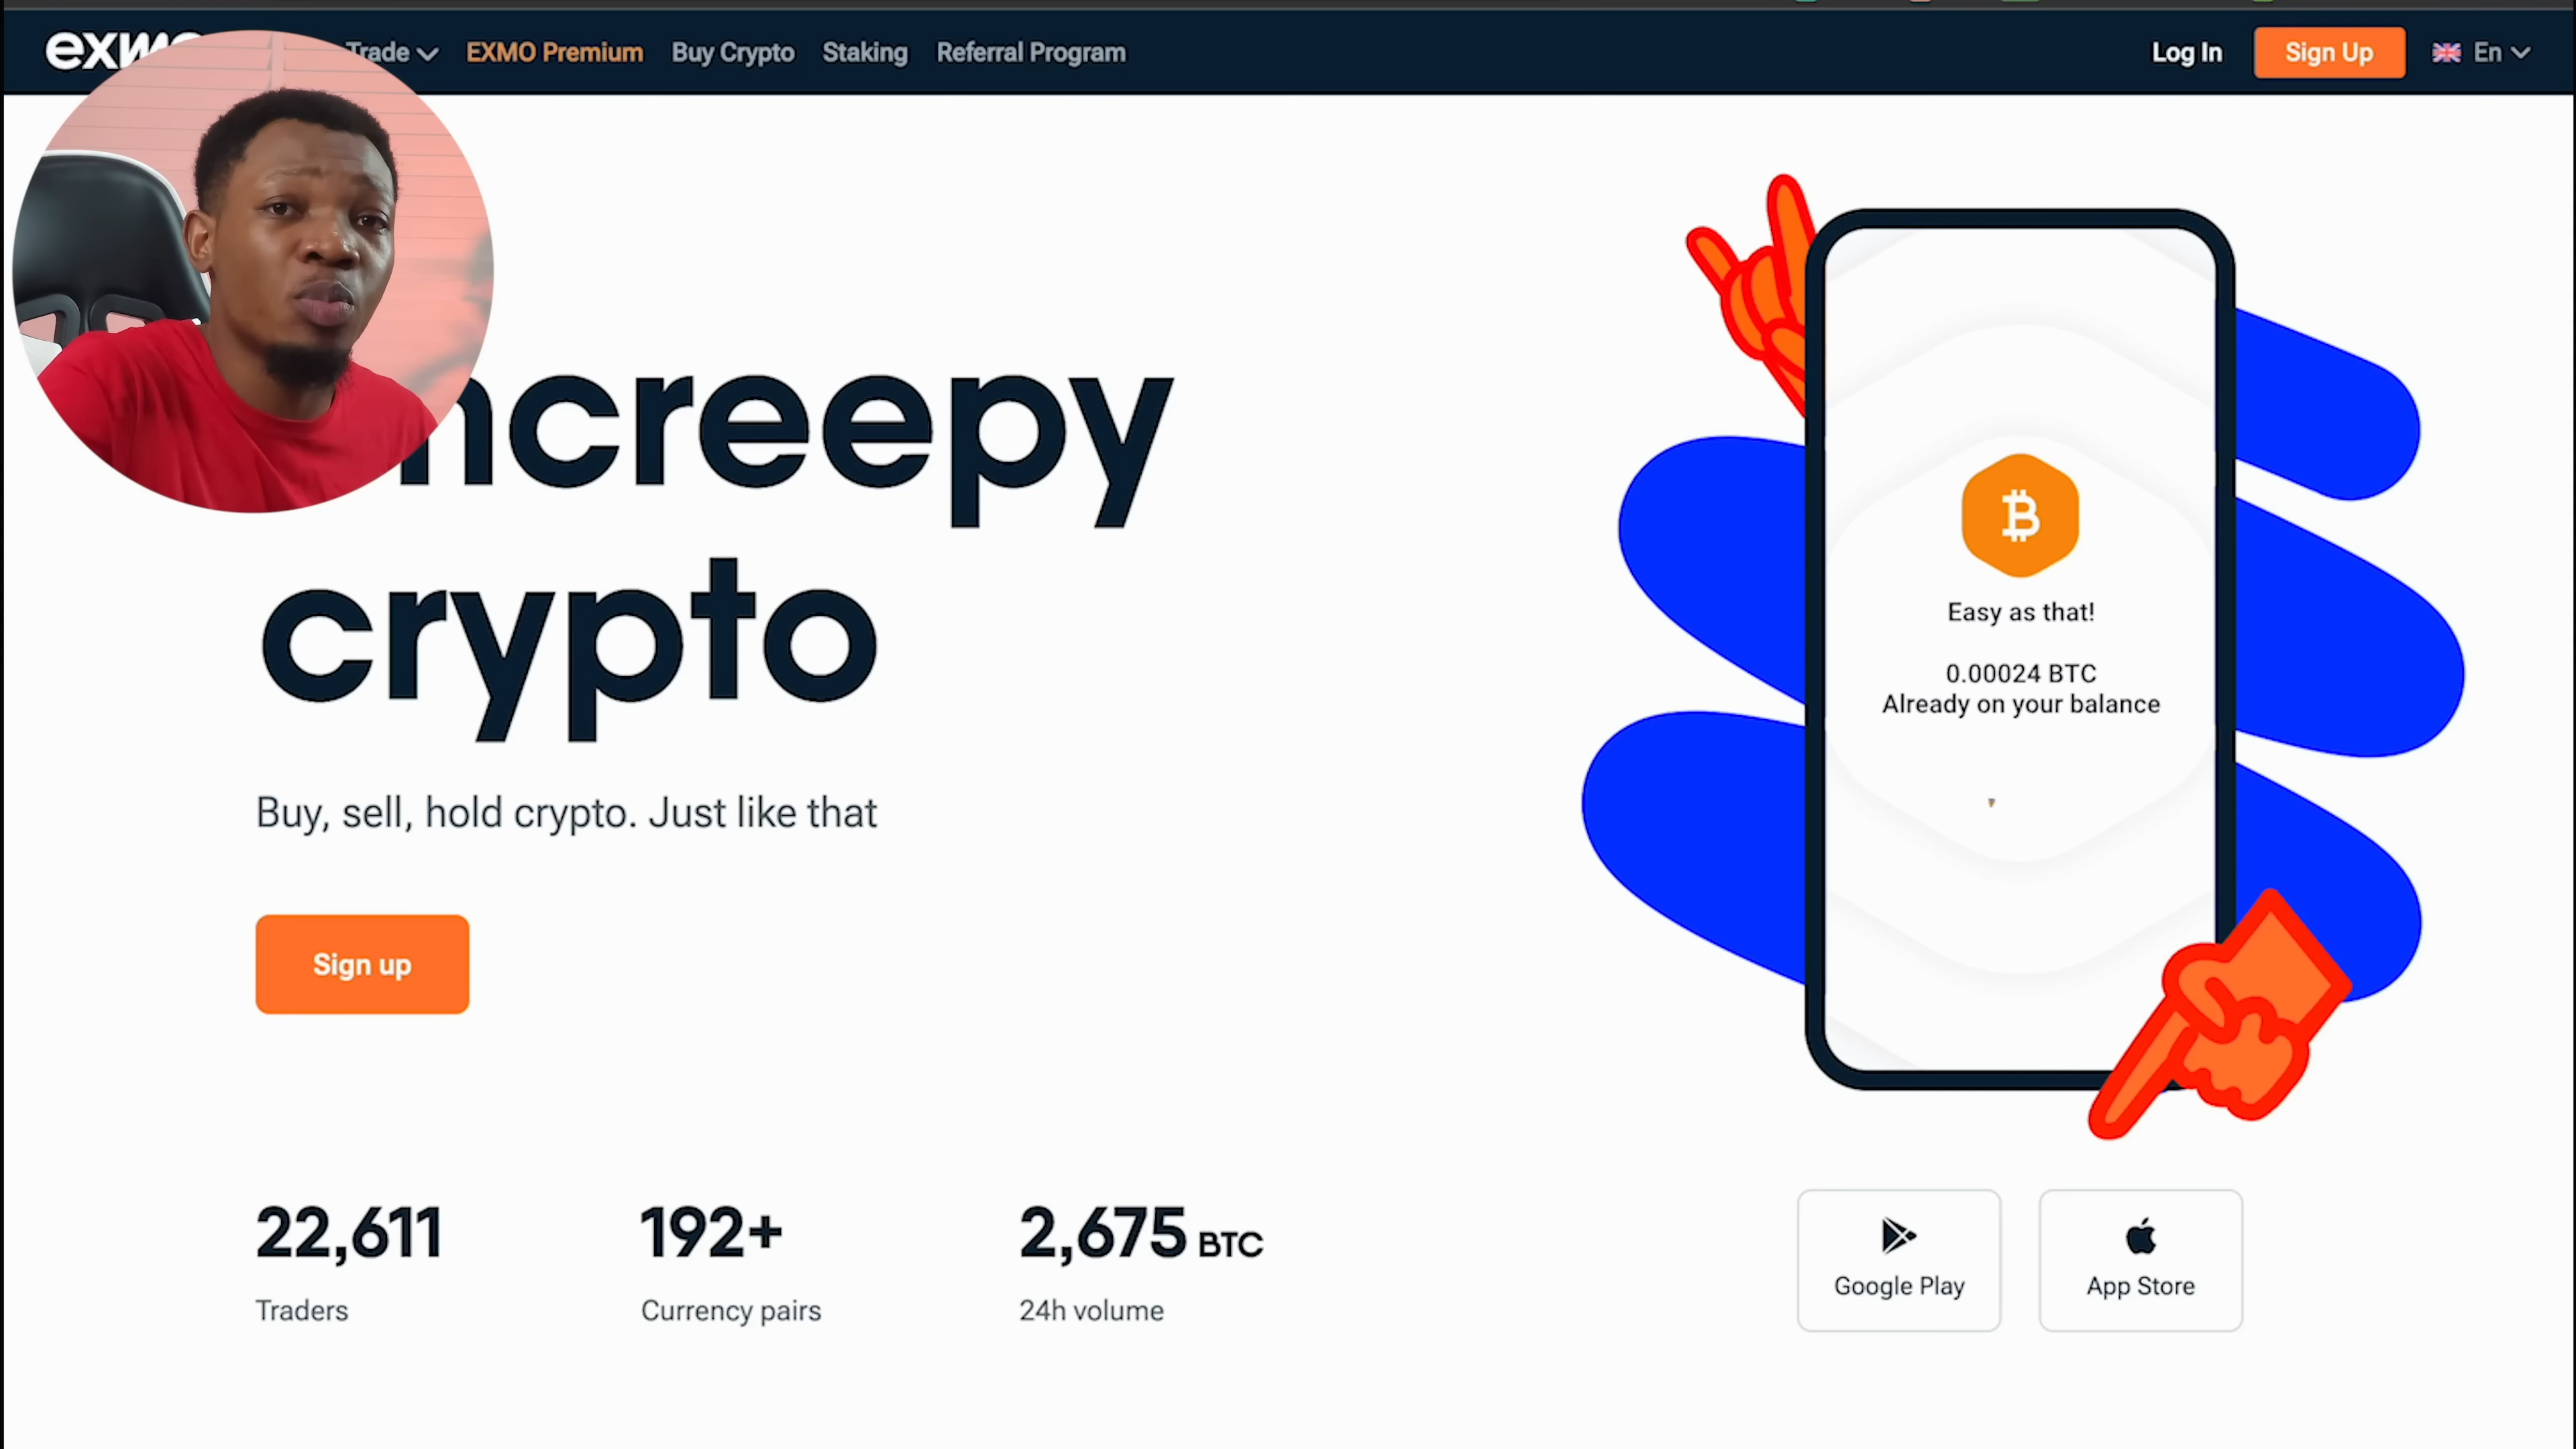 Trade
EXMO Premium
Buy Crypto
Staking
Referral Program
Log In
Sign Up
En
crypto
Buy, sell, hold crypto. Just like that
Sign up
22,611
Traders
192+
Currency pairs
2,675 BTC
24h volume
Easy as that!
0.00024 BTC
Already on your balance
Google Play
App Store